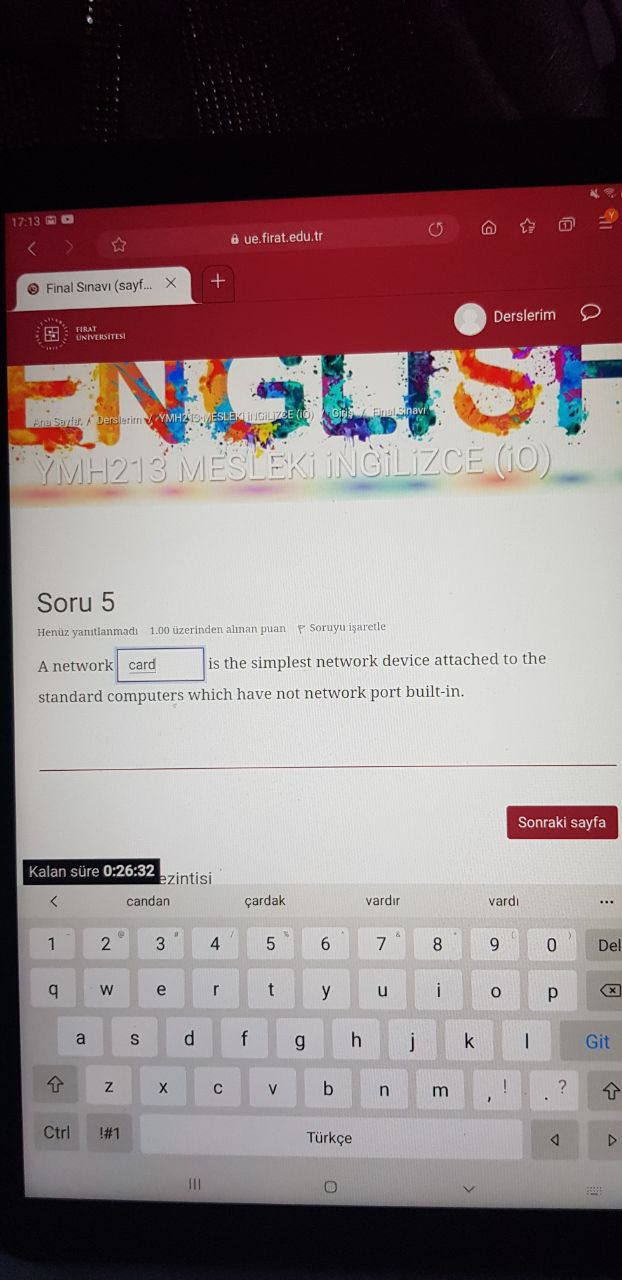 17:13
ue.firat.edu.tr
1
Y
Final Sınavı (sayf...
FIRAT
ÜNİVERSİTESİ
Derslerim
ENGLISH
Ana Sayfa / Derslerim / YMH213 MESLEKİ İNGİLİZCE (İO) / Giriş / Final Sınavı
YMH213 MESLEKİ İNGİLİZCE (İO)
Soru 5
Henüz yanıtlanmadı 1.00 üzerinden alınan puan Soruyu işaretle
A network card is the simplest network device attached to the
standard computers which have not network port built-in.
Sonraki sayfa
Kalan süre 0:26:32
ezintisi
candan çardak vardır vardı
1 2 3 4 5 6 7 8 9 0 Del
q w e r t y u i o p
a s d f g h j k l Git
z x c v b n m , ! . ?
Ctrl !#1 Türkçe